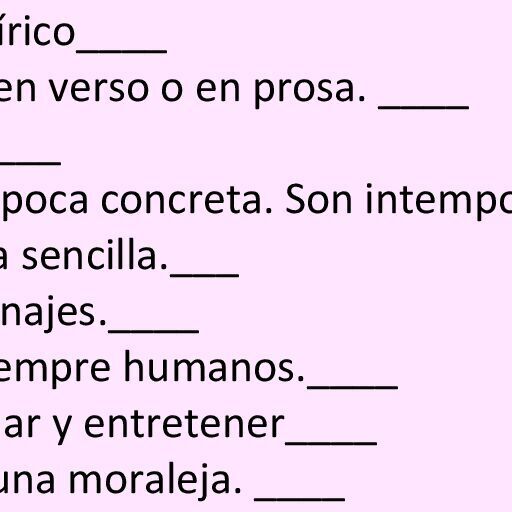 írico____
en verso o en prosa. ____
___
poca concreta. Son intempo
a sencilla.___
najes.____
empre humanos.____
ar y entretener____
una moraleja. ____